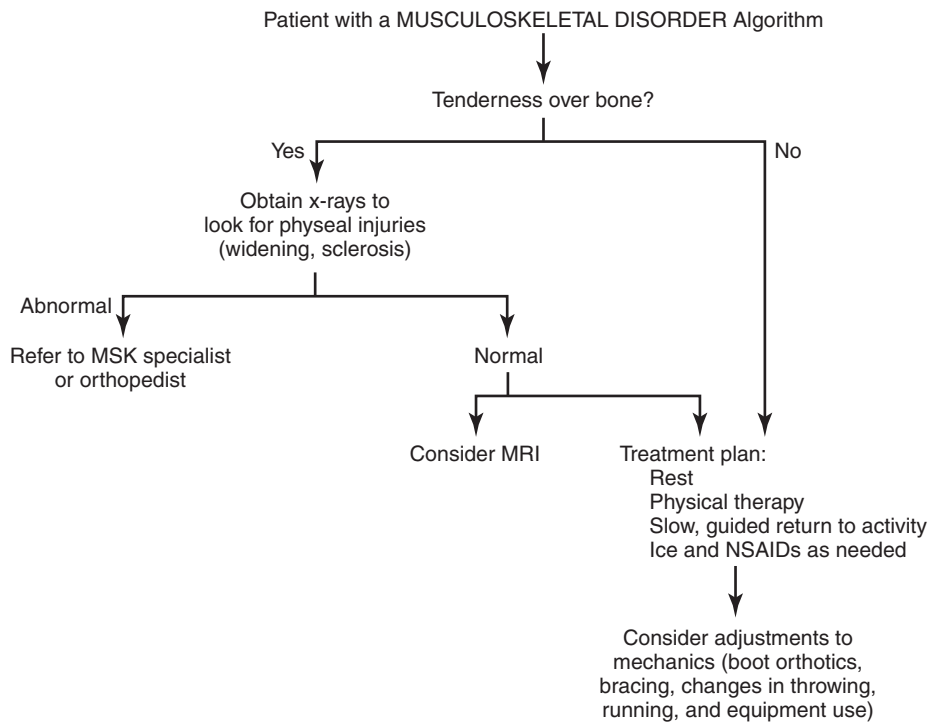 Patient with a MUSCULOSKELETAL DISORDER Algorithm
Tenderness over bone?
Yes
No
Obtain x-rays to
look for physeal injuries
(widening, sclerosis)
Abnormal
Refer to MSK specialist
or orthopedist
Normal
Consider MRI
Treatment plan:
Rest
Physical therapy
Slow, guided return to activity
Ice and NSAIDs as needed
Consider adjustments to
mechanics (boot orthotics,
bracing, changes in throwing,
running, and equipment use)